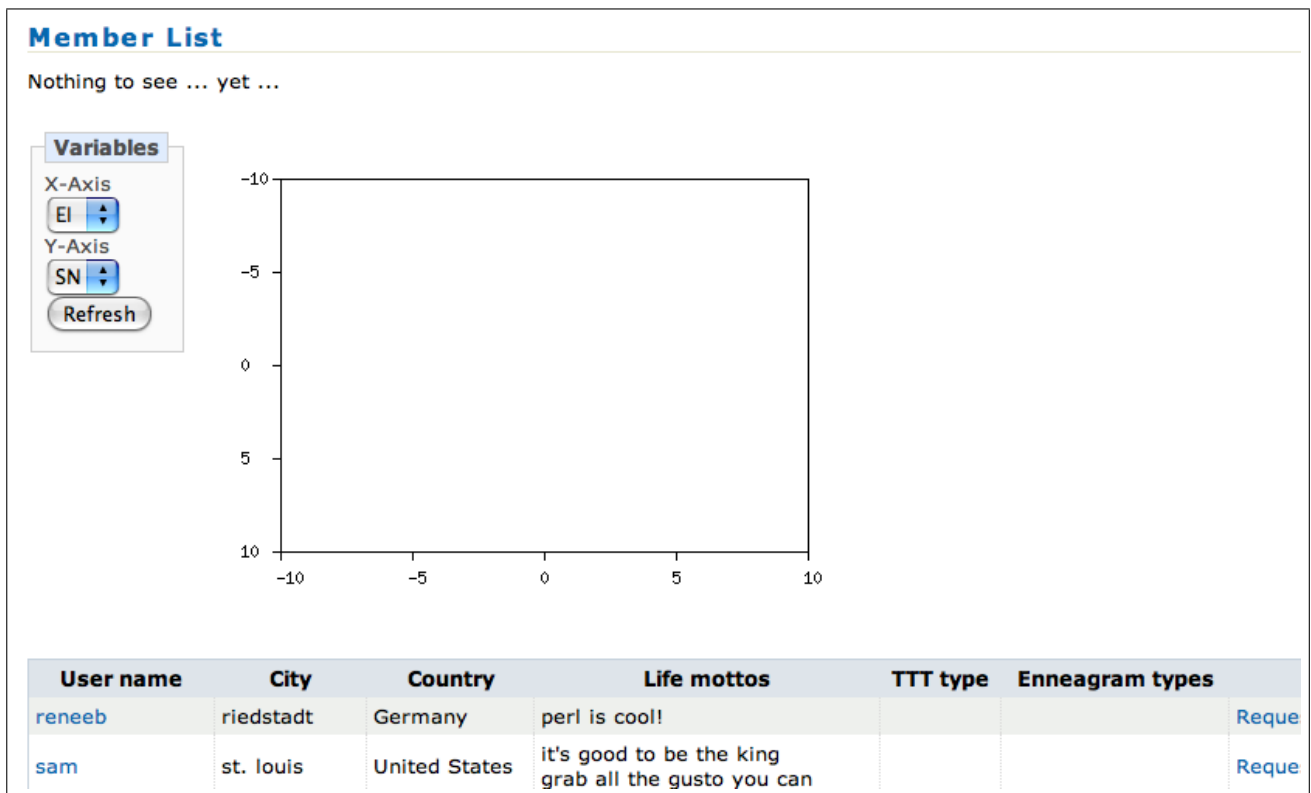 Member List
Nothing to see ... yet ...
Variables
X-Axis
EI
Y-Axis
SN
Refresh
-10
-5
0
5
10
-10 -5 0 5 10
User name City Country Life mottos TTT type Enneagram types
reneeb riedstadt Germany perl is cool! Reque
sam st. louis United States it's good to be the king Reque
grab all the gusto you can